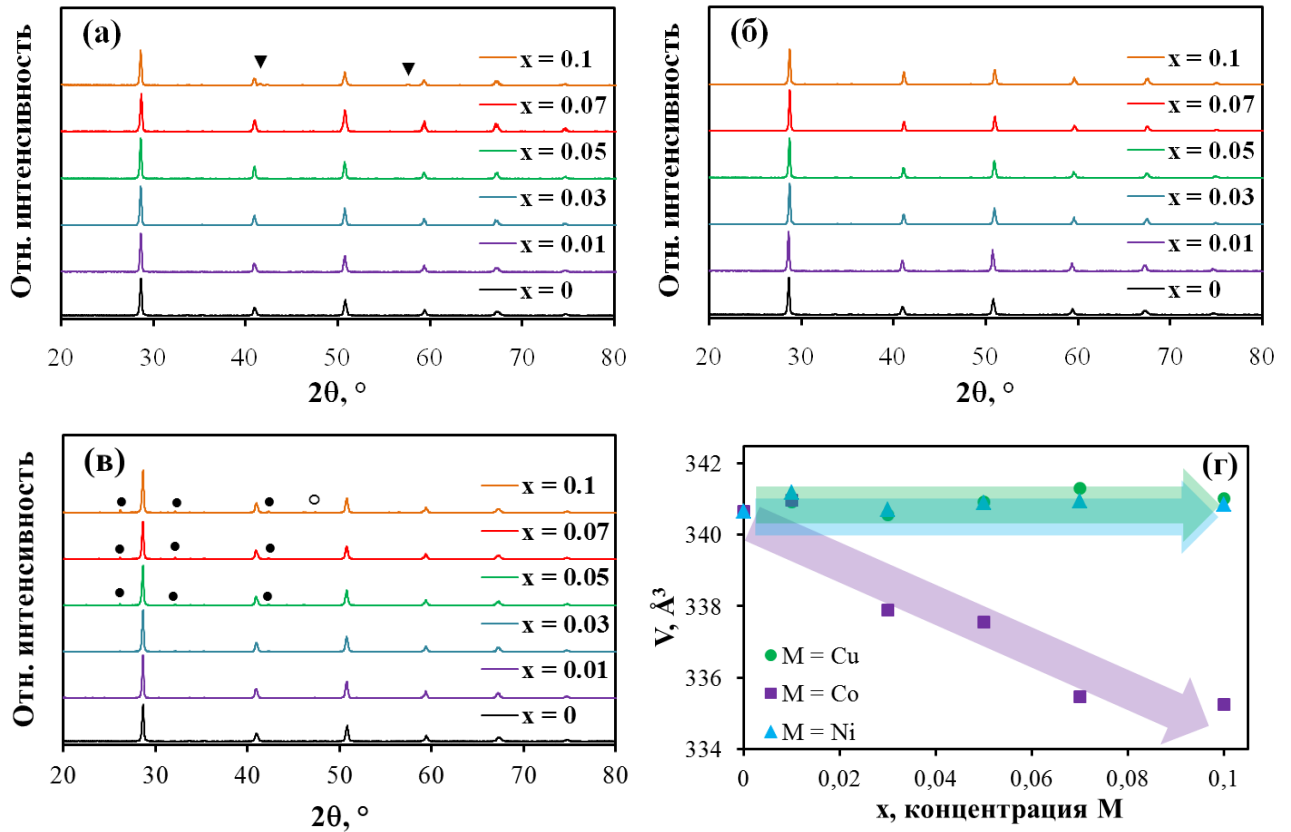 (а)
Отн. интенсивность
x = 0.1
x = 0.07
x = 0.05
x = 0.03
x = 0.01
x = 0
20 30 40 50 60 70 80
2θ, °
(б)
Отн. интенсивность
x = 0.1
x = 0.07
x = 0.05
x = 0.03
x = 0.01
x = 0
20 30 40 50 60 70 80
2θ, °
(в)
Отн. интенсивность
x = 0.1
x = 0.07
x = 0.05
x = 0.03
x = 0.01
x = 0
20 30 40 50 60 70 80
2θ, °
(г)
V, Å³
342
340
338
336
334
M = Cu
M = Co
M = Ni
0 0,02 0,04 0,06 0,08 0,1
x, концентрация М